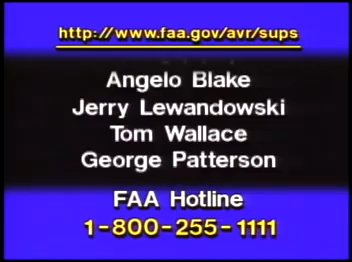 http://www.faa.gov/avr/sups
Angelo Blake
Jerry Lewandowski
Tom Wallace
George Patterson
FAA Hotline
1-800-255-1111